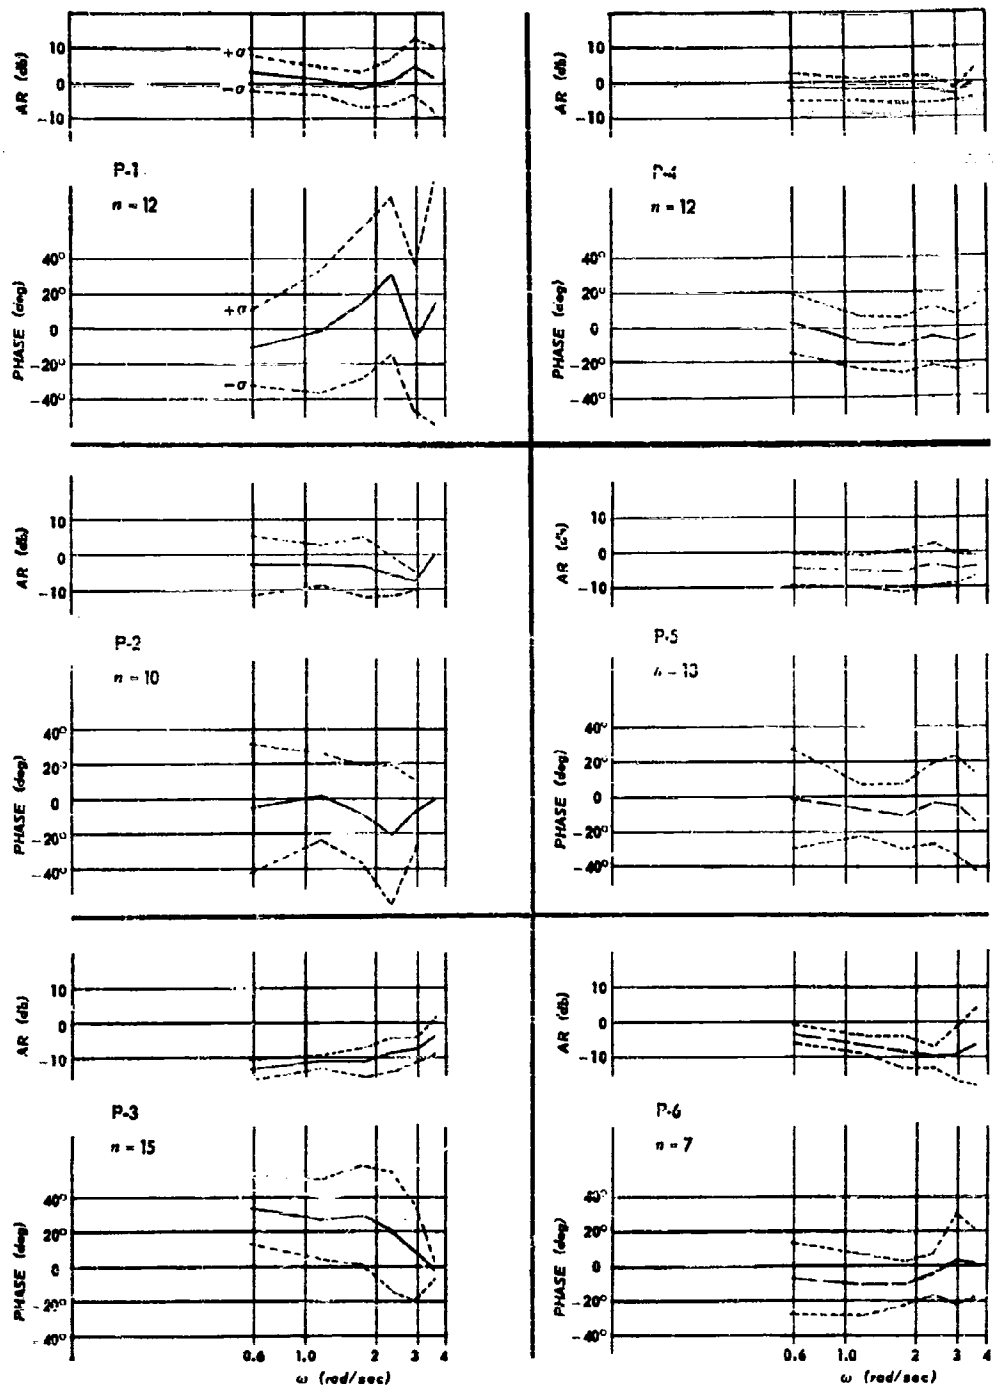 AR (db)
10
0
-10
+σ
-σ
P-1
n = 12
PHASE (deg)
40°
20°
0
-20°
-40°
+σ
-σ
AR (db)
10
0
-10
P-4
n = 12
PHASE (deg)
40°
20°
0
-20°
-40°
AR (db)
10
0
-10
P-2
n = 10
PHASE (deg)
40°
20°
0
-20°
-40°
AR (db)
10
0
-10
P-5
PHASE (deg)
40°
20°
0
-20°
-40°
AR (db)
10
0
-10
P-3
n = 15
PHASE (deg)
40°
20°
0
-20°
-40°
0.6 1.0 2 3 4
ω (rad/sec)
AR (db)
10
0
-10
P-6
n = 7
PHASE (deg)
40°
20°
0
-20°
-40°
0.6 1.0 2 3 4
ω (rad/sec)